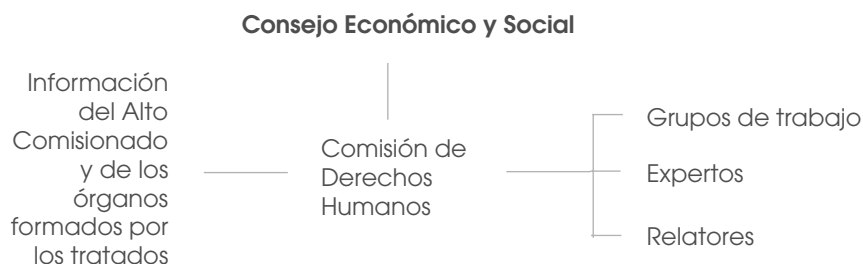 Consejo Económico y Social
Información
del Alto
Comisionado
y de los
órganos
formados por
los tratados
Comisión de
Derechos
Humanos
Grupos de trabajo
Expertos
Relatores